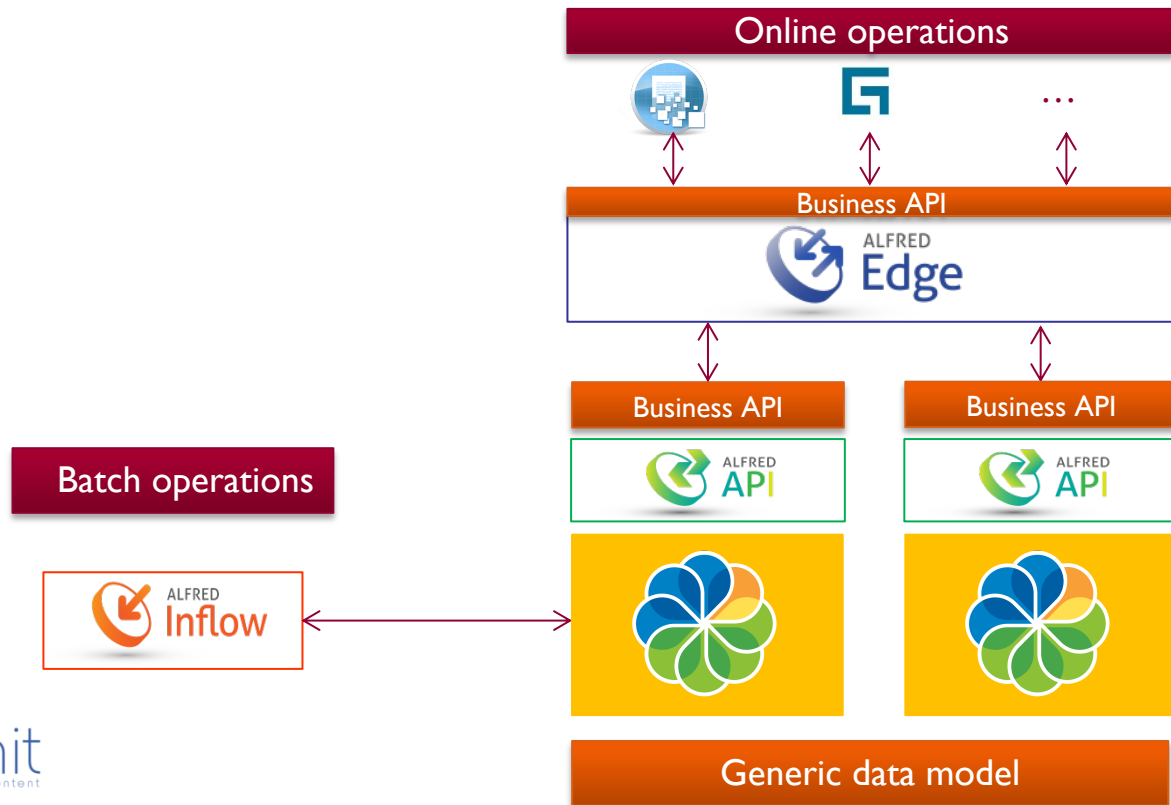 Online operations
...
Business API
ALFRED
Edge
Business API
Business API
ALFRED
API
ALFRED
API
Batch operations
ALFRED
Inflow
Generic data model